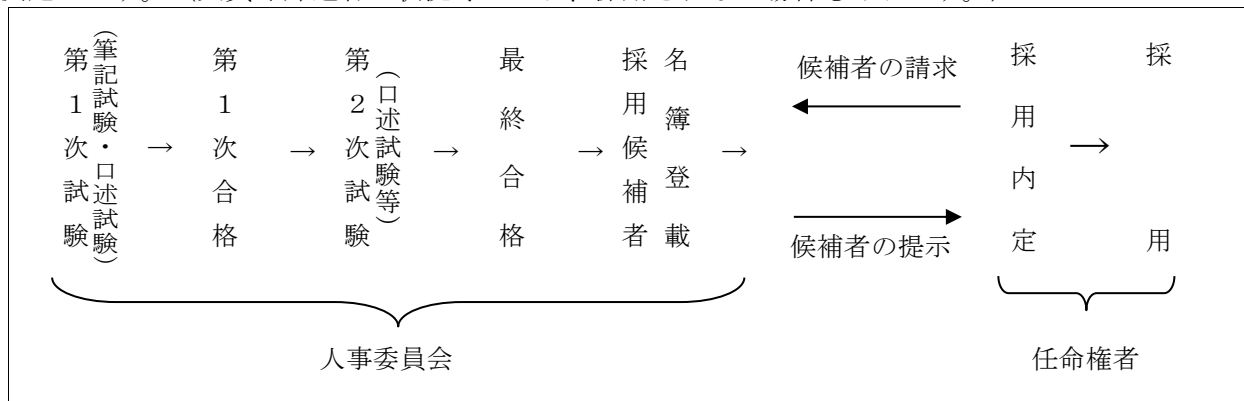 第１次試験
（筆記試験・口述試験）
→
第１次合格
→
第２次試験
（口述試験等）
→
最終合格
→
採用候補者
名簿登載
→
候補者の請求
候補者の提示
採用内定
→
採用
人事委員会
任命権者